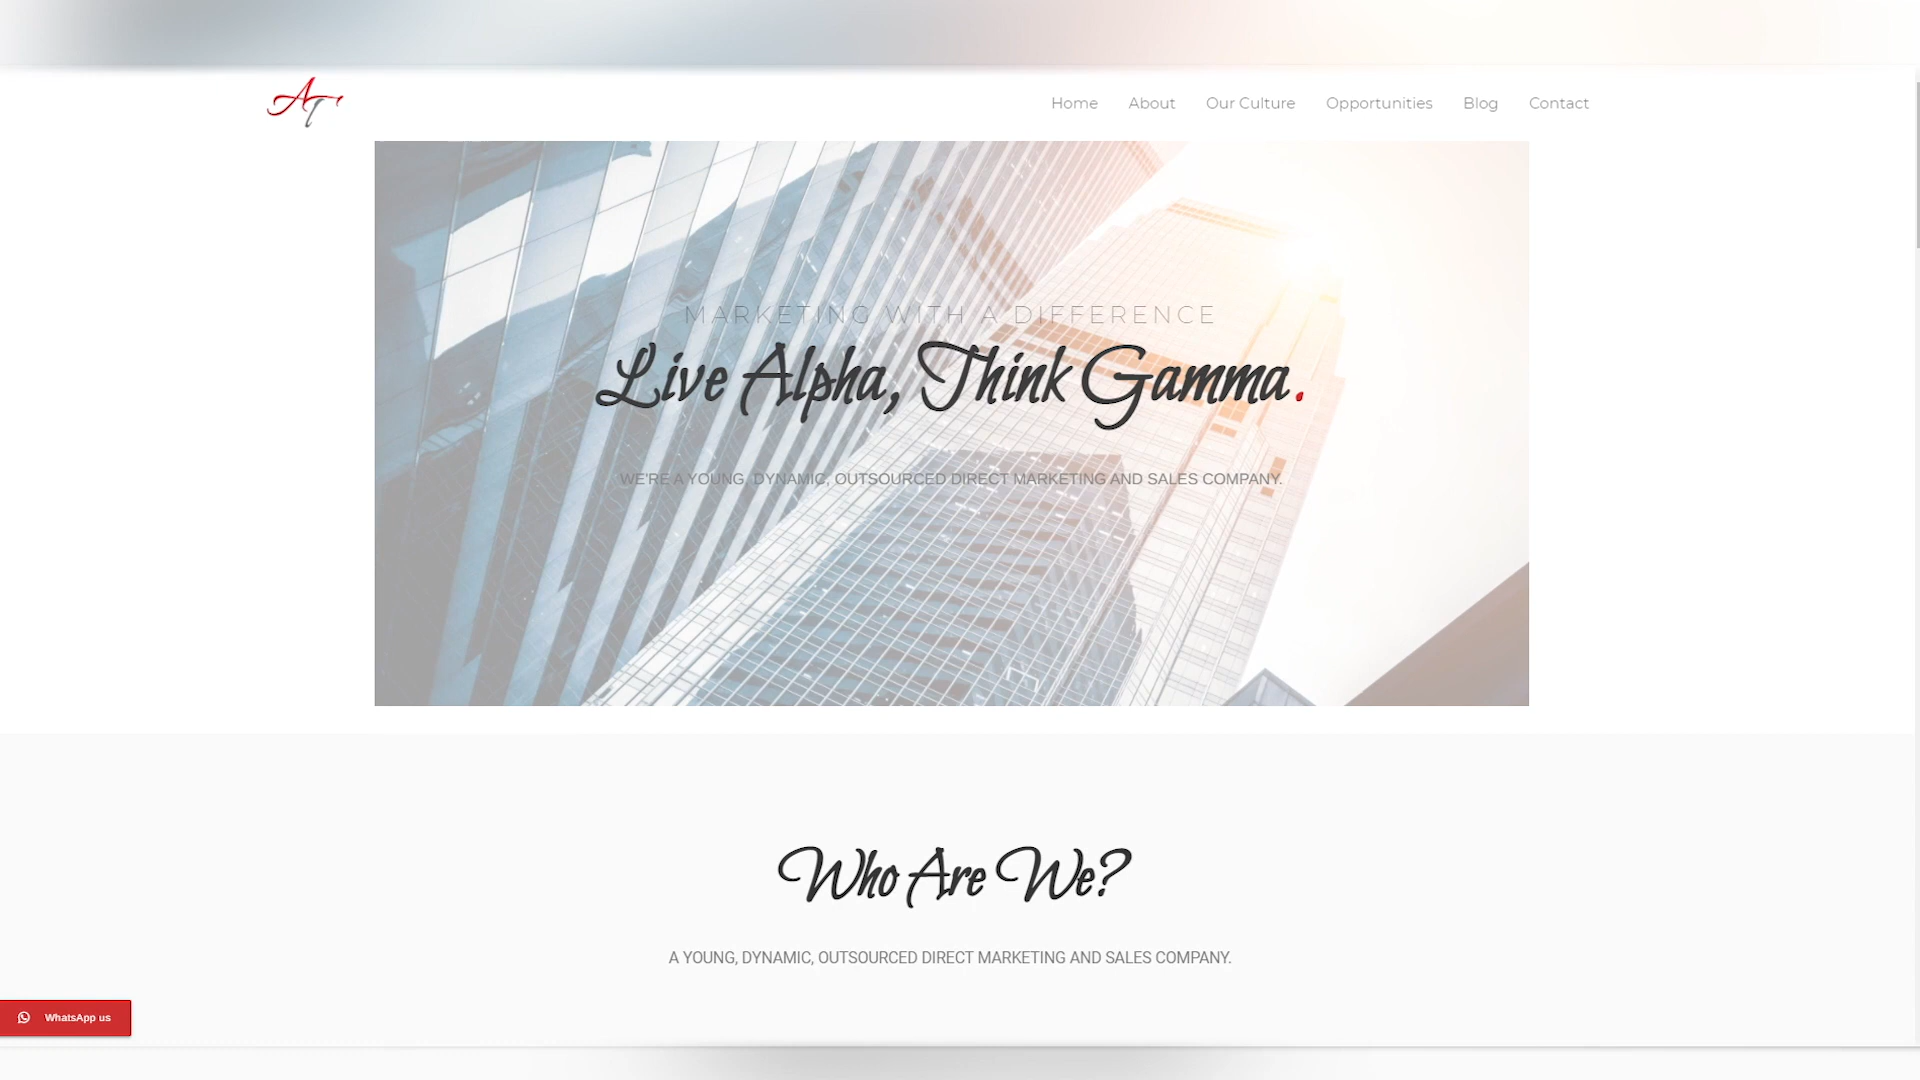 AT
Home About Our Culture Opportunities Blog Contact
MARKETING WITH A DIFFERENCE
Live Alpha, Think Gamma.
WE'RE A YOUNG, DYNAMIC, OUTSOURCED DIRECT MARKETING AND SALES COMPANY.
Who Are We?
A YOUNG, DYNAMIC, OUTSOURCED DIRECT MARKETING AND SALES COMPANY.
WhatsApp us